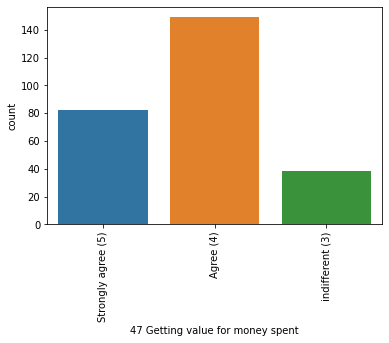 140
120
100
80
60
40
20
0
count
Strongly agree (5)
Agree (4)
indifferent (3)
47 Getting value for money spent